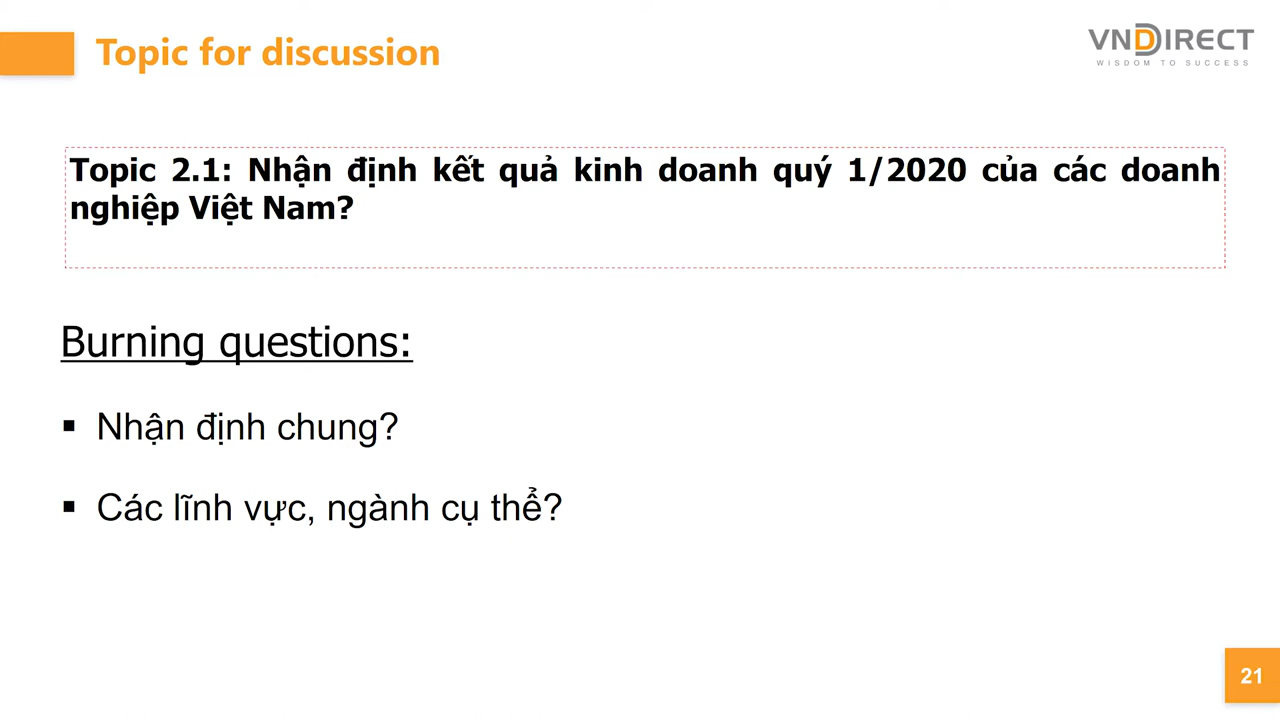 Topic for discussion
VNDIRECT
WISDOM TO SUCCESS
Topic 2.1: Nhận định kết quả kinh doanh quý 1/2020 của các doanh
nghiệp Việt Nam?
Burning questions:
▪ Nhận định chung?
▪ Các lĩnh vực, ngành cụ thể?
21